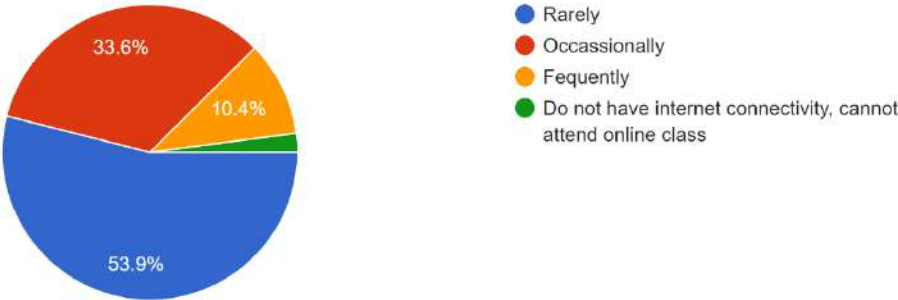 33.6%
10.4%
53.9%
Rarely
Occassionally
Fequently
Do not have internet connectivity, cannot
attend online class